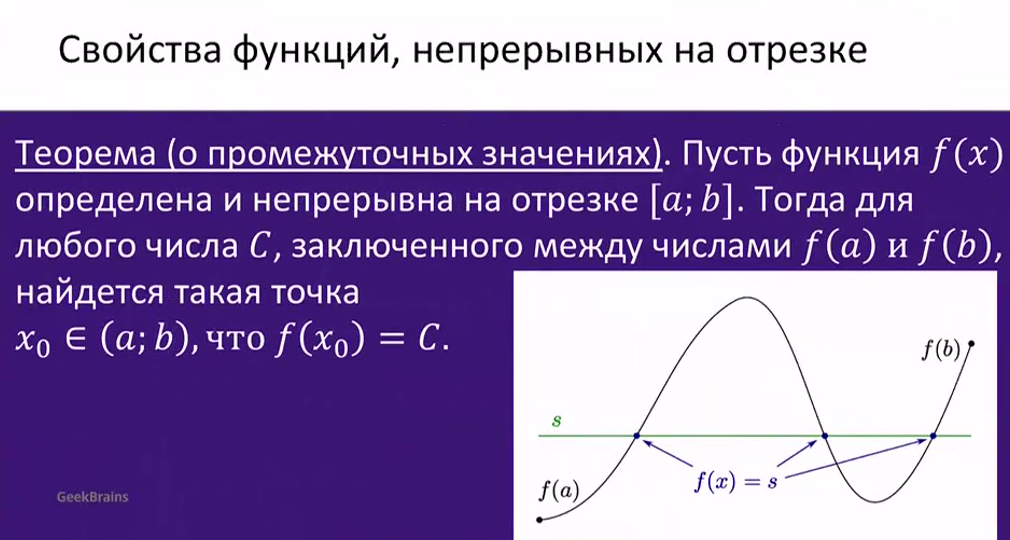 Свойства функций, непрерывных на отрезке
Теорема (о промежуточных значениях). Пусть функция f(x)
определена и непрерывна на отрезке [a; b]. Тогда для
любого числа C, заключенного между числами f(a) и f(b),
найдется такая точка
x₀ ∈ (a; b), что f(x₀) = C.
f(b)
s
f(x) = s
f(a)
GeekBrains